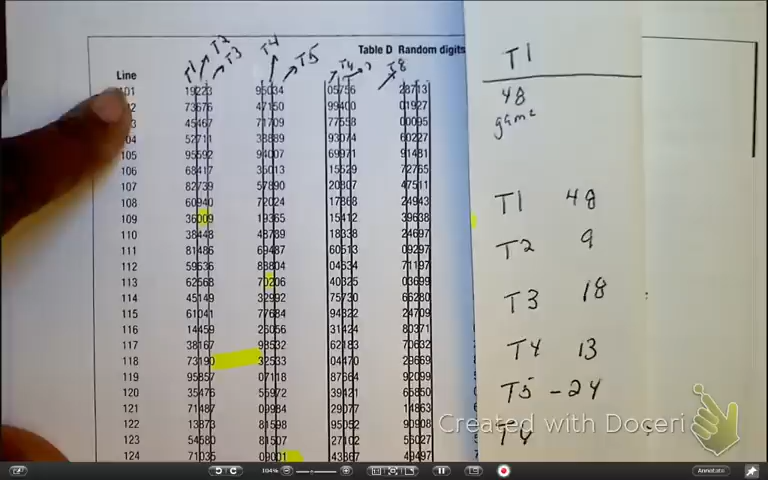 T2
T1
T3
T4
T5
T4
T8
Table D Random digits
Line
101 19223 95034 05756 28713
73676 47150 99400 01927
45467 71709 77558 00095
52711 38889 93074 60227
105 95592 94007 69971 91481
106 68417 35013 15529 72765
107 82739 57890 20807 47511
108 60940 72024 17868 24943
109 36009 19365 15412 39638
110 38448 48789 18338 24697
111 81486 69487 60513 09297
112 59636 88804 04634 71197
113 62568 70206 40325 03699
114 45149 32992 75730 66280
115 61041 77684 94322 24709
116 14459 26056 31424 80371
117 38167 98532 62183 70632
118 73190 32533 04470 29669
119 95857 07118 87664 92099
120 35476 55972 39421 65850
121 71487 09984 29077 14863
122 13873 81598 95052 90908
123 54580 81507 27102 56027
124 71035 09001 43367 49497
T1
48
game
T1 48
T2 9
T3 18
T4 13
T5 - 24
T4
Created with Doceri
104%
Annotate